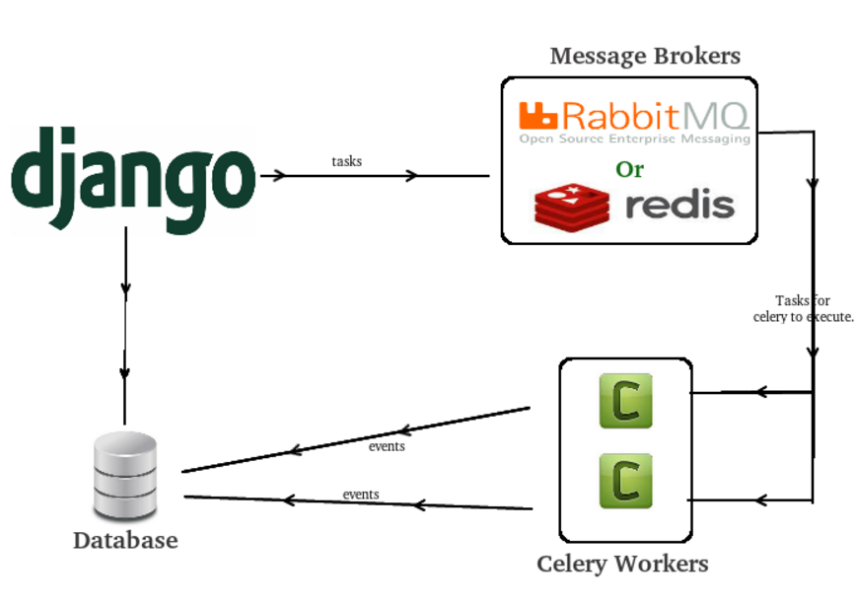 Message Brokers
RabbitMQ
Open Source Enterprise Messaging
Or
redis
django
tasks
Tasks for
celery to execute.
C
C
events
events
Database
Celery Workers